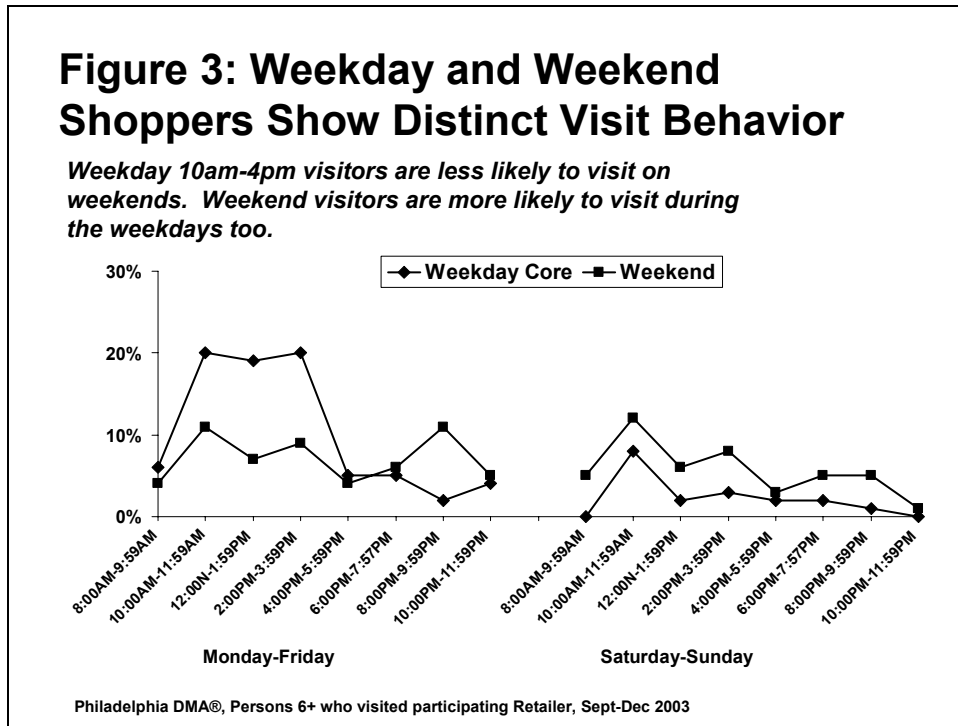 Figure 3: Weekday and Weekend
Shoppers Show Distinct Visit Behavior
Weekday 10am-4pm visitors are less likely to visit on
weekends.  Weekend visitors are more likely to visit during
the weekdays too.
Weekday Core
Weekend
30%
20%
10%
0%
8:00AM-9:59AM
10:00AM-11:59AM
12:00N-1:59PM
2:00PM-3:59PM
4:00PM-5:59PM
6:00PM-7:57PM
8:00PM-9:59PM
10:00PM-11:59PM
8:00AM-9:59AM
10:00AM-11:59AM
12:00N-1:59PM
2:00PM-3:59PM
4:00PM-5:59PM
6:00PM-7:57PM
8:00PM-9:59PM
10:00PM-11:59PM
Monday-Friday
Saturday-Sunday
Philadelphia DMA®, Persons 6+ who visited participating Retailer, Sept-Dec 2003